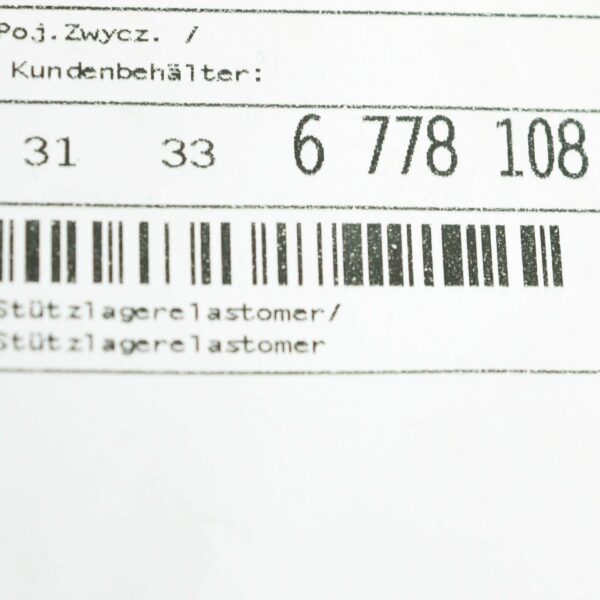 Poj.Zwycz. /
Kundenbehälter:
31 33 6 778 108
Stützlagerelastomer/
Stützlagerelastomer